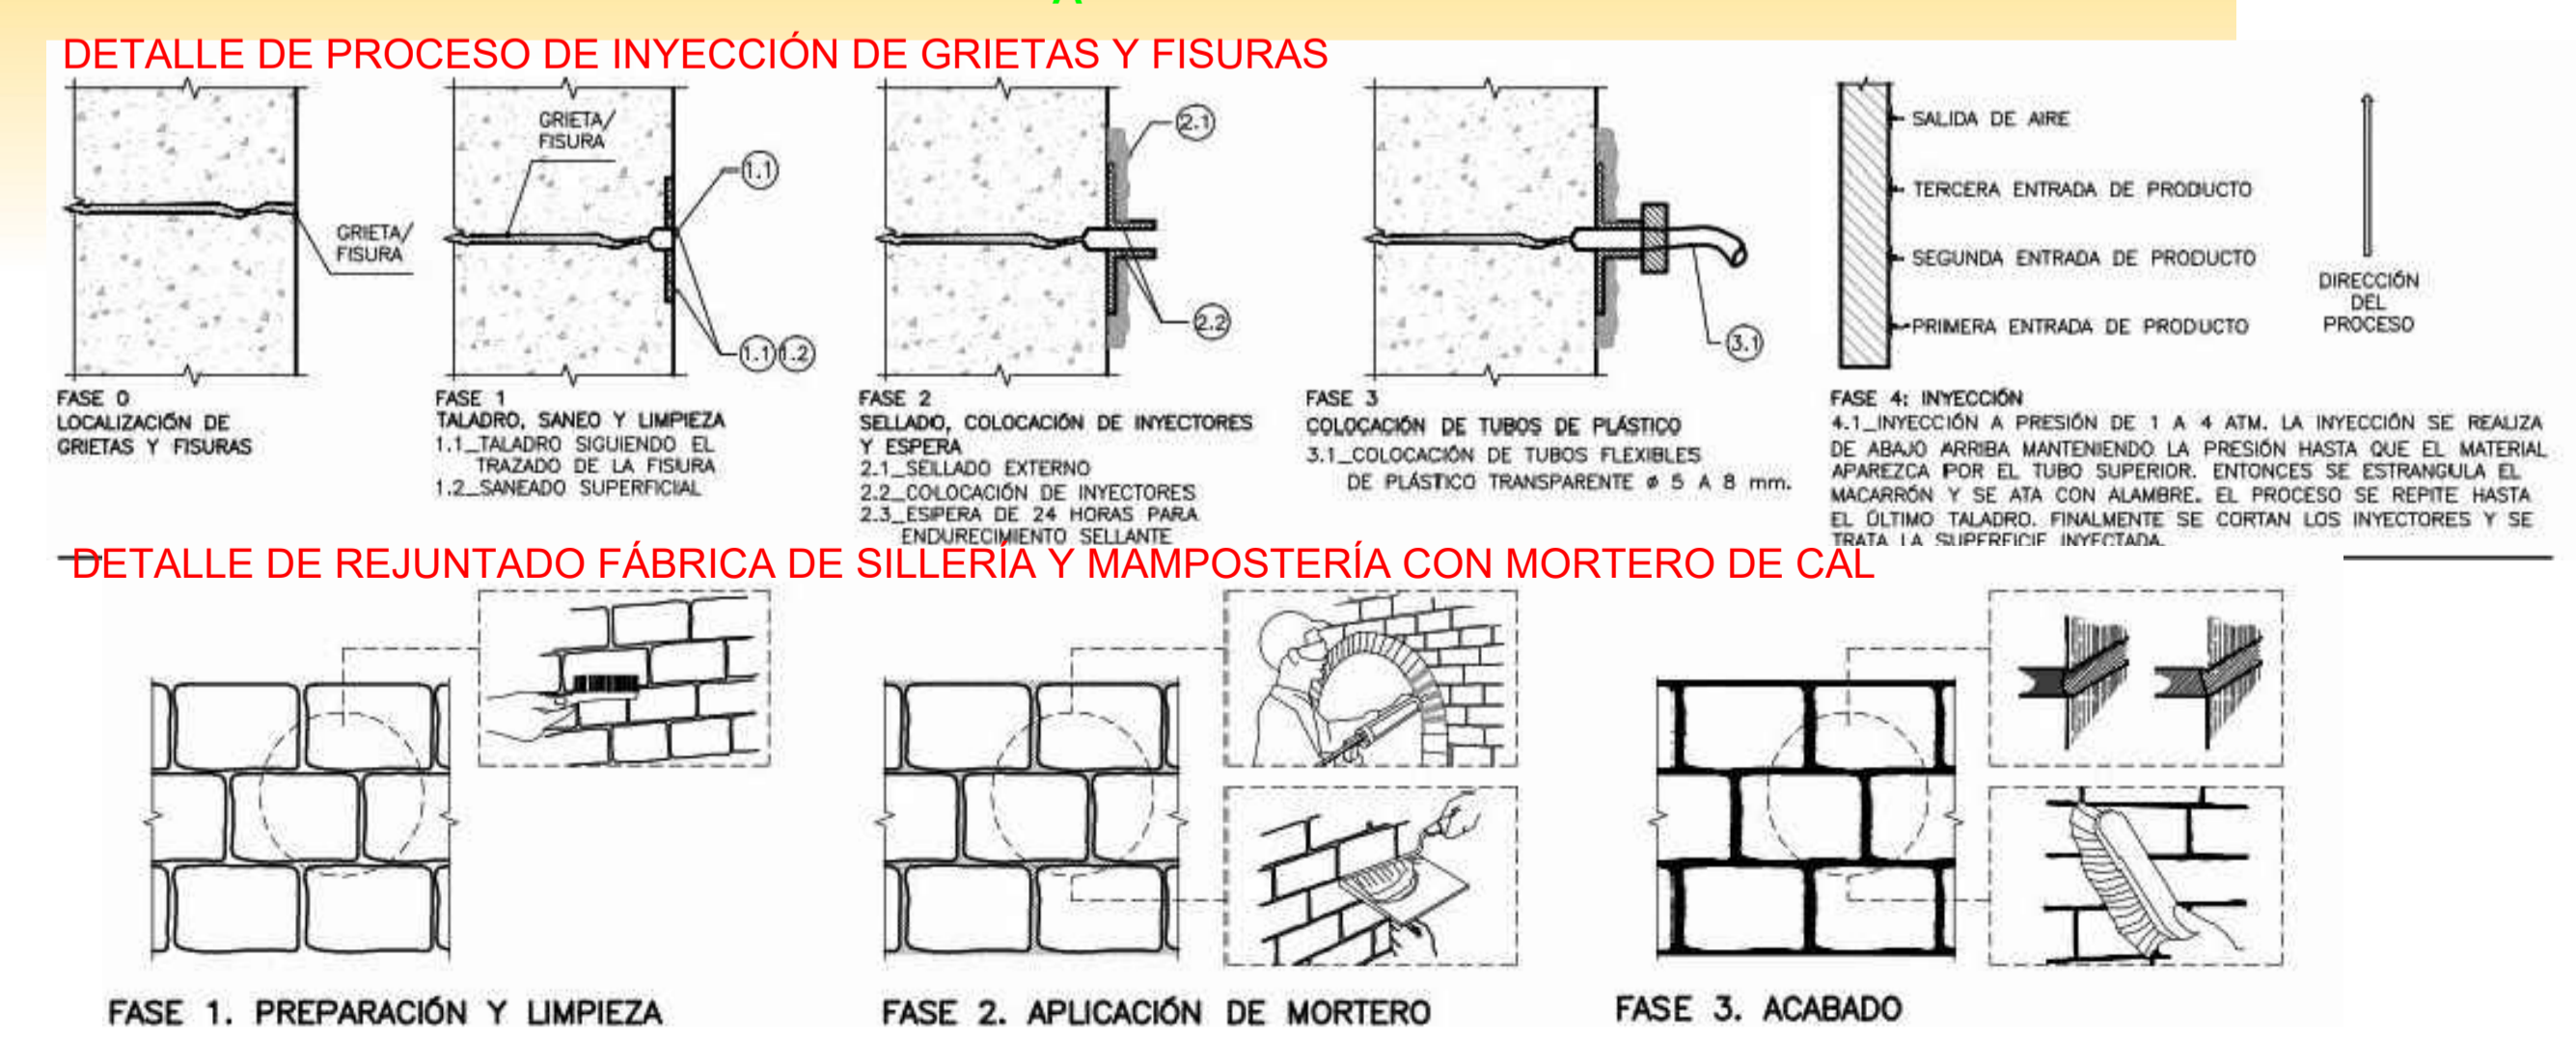 DETALLE DE PROCESO DE INYECCIÓN DE GRIETAS Y FISURAS
GRIETA/
FISURA
FASE 0
LOCALIZACIÓN DE
GRIETAS Y FISURAS
GRIETA/
FISURA
1.1
1.1 1.2
FASE 1
TALADRO, SANEO Y LIMPIEZA
1.1_TALADRO SIGUIENDO EL
TRAZADO DE LA FISURA
1.2_SANEADO SUPERFICIAL
2.1
2.2
FASE 2
SELLADO, COLOCACIÓN DE INYECTORES
Y ESPERA
2.1_SELLADO EXTERNO
2.2_COLOCACIÓN DE INYECTORES
2.3_ESPERA DE 24 HORAS PARA
ENDURECIMIENTO SELLANTE
3.1
FASE 3
COLOCACIÓN DE TUBOS DE PLÁSTICO
3.1_COLOCACIÓN DE TUBOS FLEXIBLES
DE PLÁSTICO TRANSPARENTE ø 5 A 8 mm.
SALIDA DE AIRE
TERCERA ENTRADA DE PRODUCTO
SEGUNDA ENTRADA DE PRODUCTO
PRIMERA ENTRADA DE PRODUCTO
DIRECCIÓN
DEL
PROCESO
FASE 4: INYECCIÓN
4.1_INYECCIÓN A PRESIÓN DE 1 A 4 ATM. LA INYECCIÓN SE REALIZA
DE ABAJO ARRIBA MANTENIENDO LA PRESIÓN HASTA QUE EL MATERIAL
APAREZCA POR EL TUBO SUPERIOR. ENTONCES SE ESTRANGULA EL
MACARRÓN Y SE ATA CON ALAMBRE. EL PROCESO SE REPITE HASTA
EL ÚLTIMO TALADRO. FINALMENTE SE CORTAN LOS INYECTORES Y SE
TRATA LA SUPERFICIE INYECTADA.
DETALLE DE REJUNTADO FÁBRICA DE SILLERÍA Y MAMPOSTERÍA CON MORTERO DE CAL
FASE 1. PREPARACIÓN Y LIMPIEZA
FASE 2. APLICACIÓN DE MORTERO
FASE 3. ACABADO